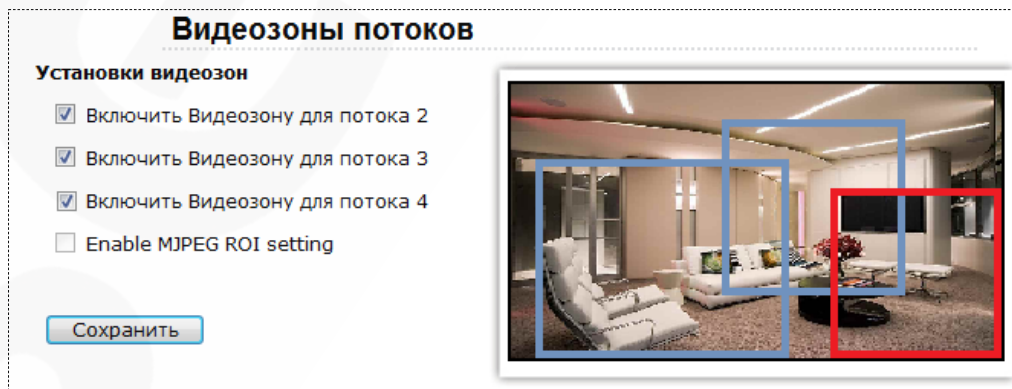 Видеозоны потоков
Установки видеозон
Включить Видеозону для потока 2
Включить Видеозону для потока 3
Включить Видеозону для потока 4
Enable MJPEG ROI setting
Сохранить